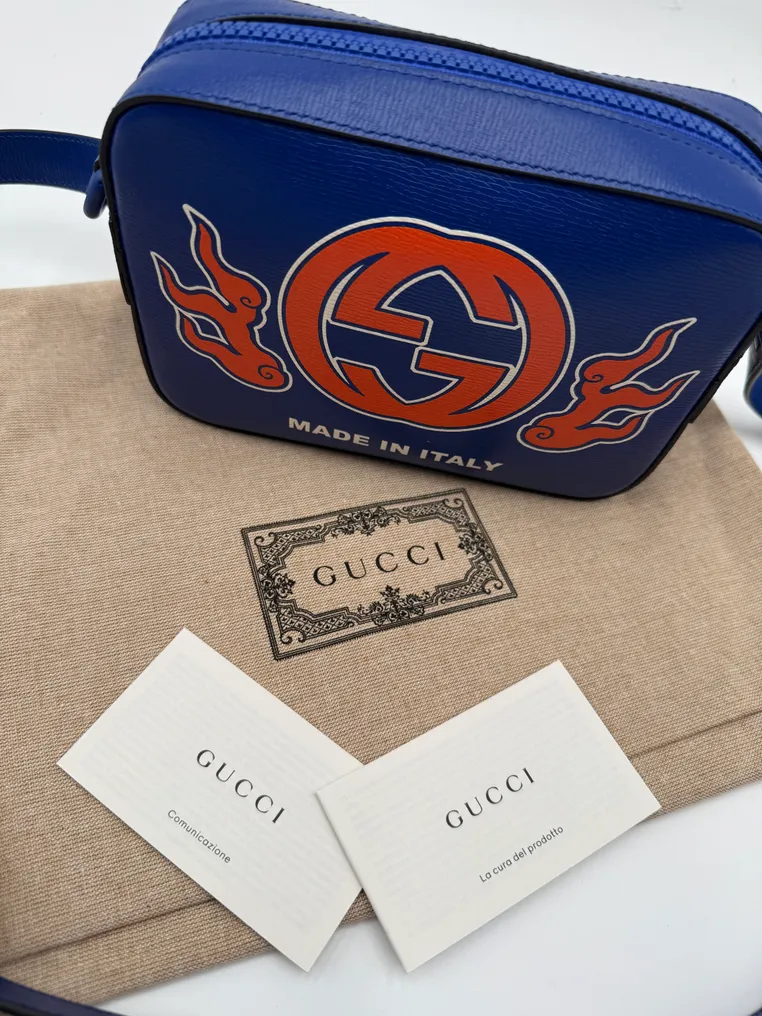 MADE IN ITALY
GUCCI
GUCCI
Comunicazione
GUCCI
La cura del prodotto